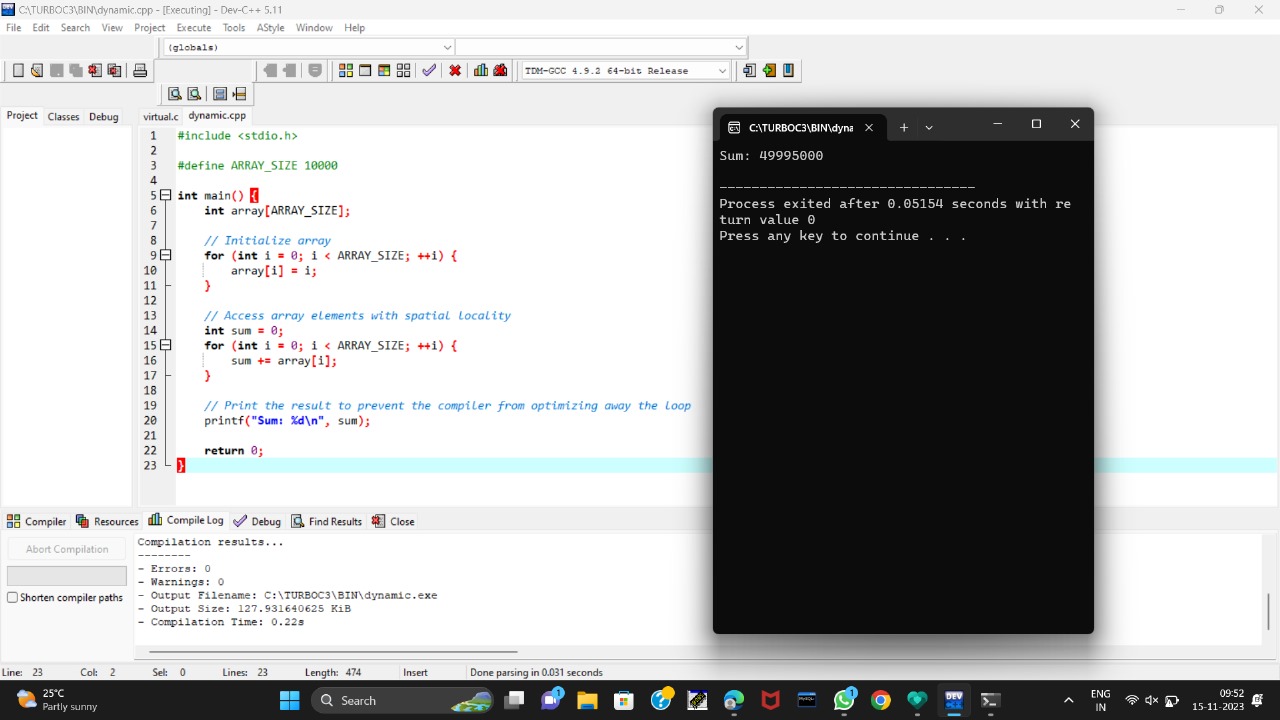 C:\TURBOC3\BIN\dynamic.cpp - [Executing] - Dev-C++ 5.11
File Edit Search View Project Execute Tools AStyle Window Help
(globals)
TDM-GCC 4.9.2 64-bit Release
Project Classes Debug
virtual.c dynamic.cpp
1 #include <stdio.h>
2
3 #define ARRAY_SIZE 10000
4
5 int main() {
6 int array[ARRAY_SIZE];
7
8 // Initialize array
9 for (int i = 0; i < ARRAY_SIZE; ++i) {
10 array[i] = i;
11 }
12
13 // Access array elements with spatial locality
14 int sum = 0;
15 for (int i = 0; i < ARRAY_SIZE; ++i) {
16 sum += array[i];
17 }
18
19 // Print the result to prevent the compiler from optimizing away the loop
20 printf("Sum: %d\n", sum);
21
22 return 0;
23 }
C:\TURBOC3\BIN\dyna
Sum: 49995000
--------------------------------
Process exited after 0.05154 seconds with re
turn value 0
Press any key to continue . . .
Compiler Resources Compile Log Debug Find Results Close
Abort Compilation
Shorten compiler paths
Compilation results...
--------
- Errors: 0
- Warnings: 0
- Output Filename: C:\TURBOC3\BIN\dynamic.exe
- Output Size: 127.931640625 KiB
- Compilation Time: 0.22s
Line: 23 Col: 2 Sel: 0 Lines: 23 Length: 474 Insert Done parsing in 0.031 seconds
25°C
Partly sunny
Search
1
MySQL
1
DEV
ENG
IN
09:52
15-11-2023